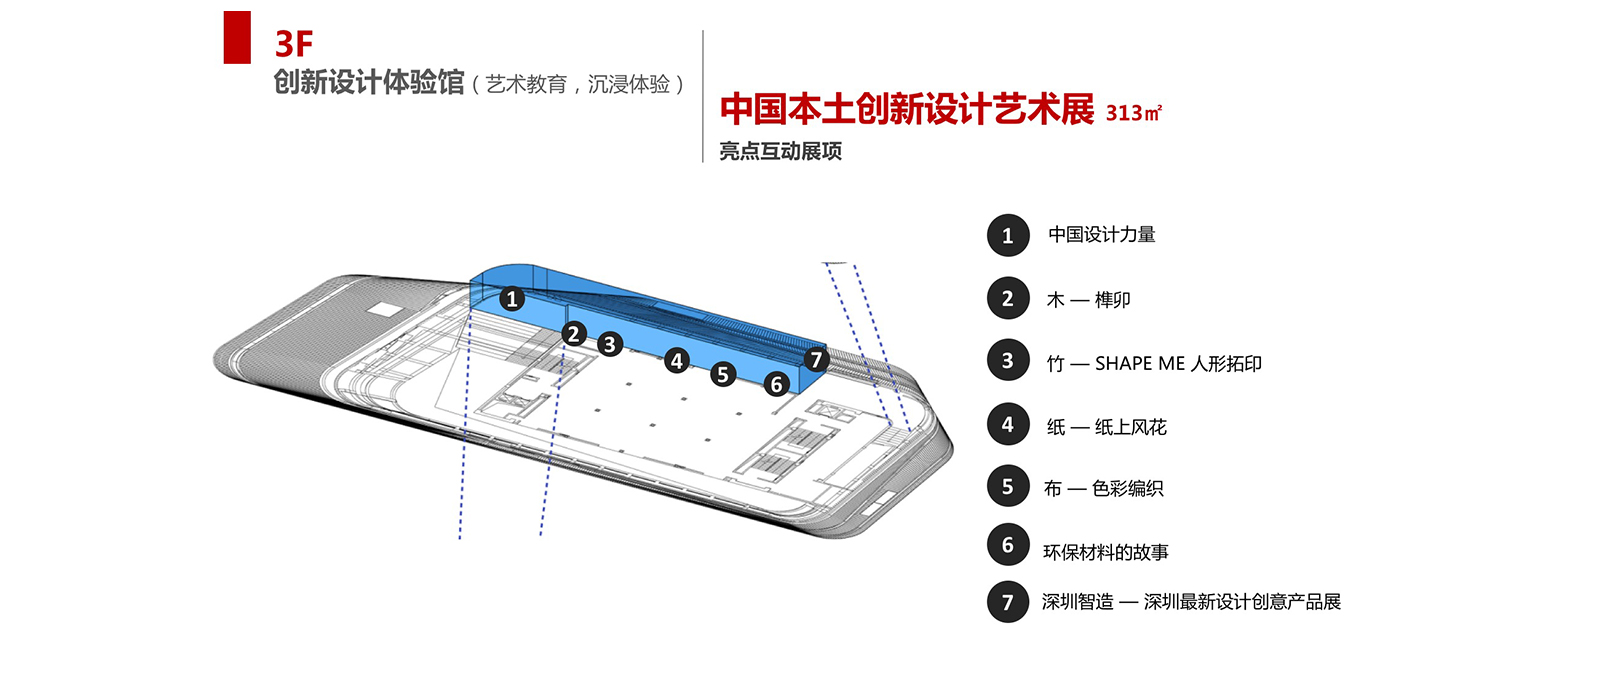 3F
创新设计体验馆（艺术教育，沉浸体验）
中国本土创新设计艺术展 313㎡
亮点互动展项
1 中国设计力量
2 木 — 榫卯
3 竹 — SHAPE ME 人形拓印
4 纸 — 纸上风花
5 布 — 色彩编织
6 环保材料的故事
7 深圳智造 — 深圳最新设计创意产品展
1
2
3
4
5
6
7